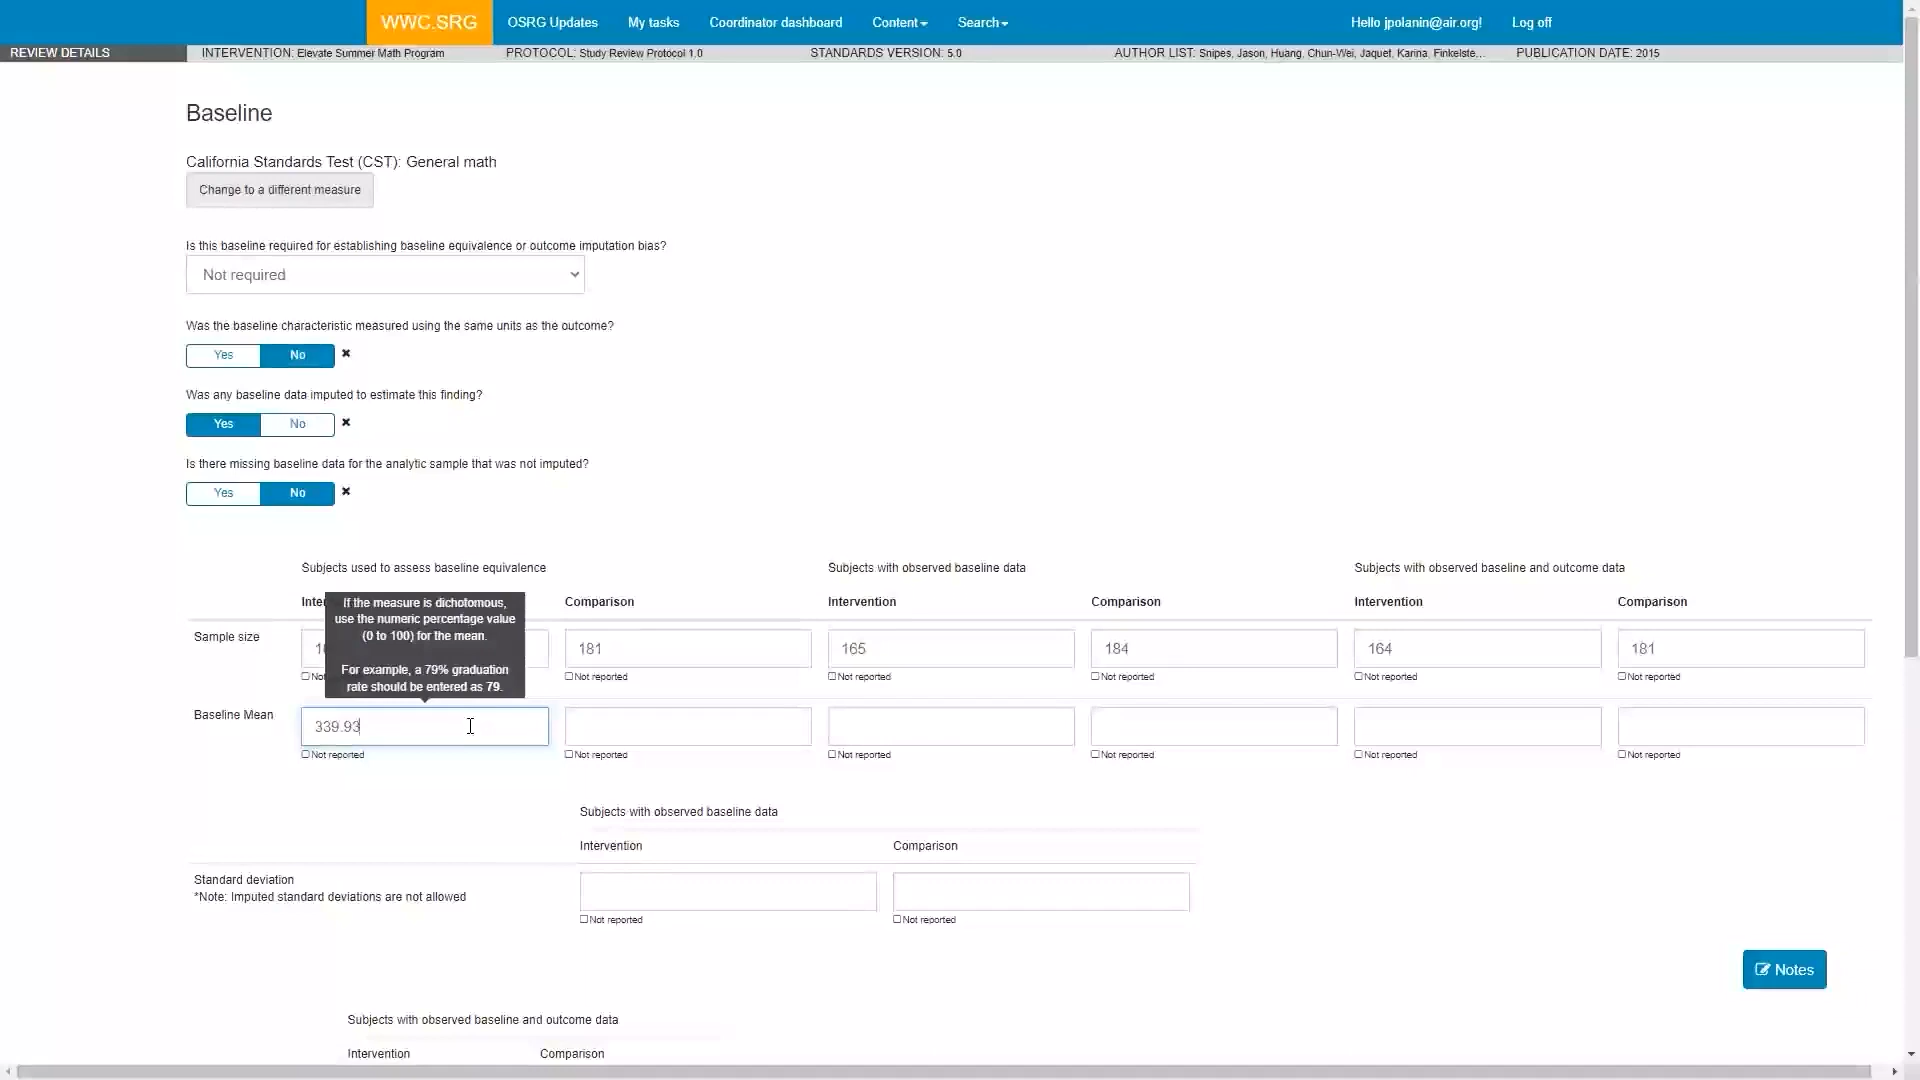 WWC.SRG
OSRG Updates
My tasks
Coordinator dashboard
Content
Search
Hello jpolanin@air.org!
Log off
REVIEW DETAILS
INTERVENTION: Elevate Summer Math Program
PROTOCOL: Study Review Protocol 1.0
STANDARDS VERSION: 5.0
AUTHOR LIST: Snipes, Jason, Huang, Chun-Wei, Jaquet, Karina, Finkelste...
PUBLICATION DATE: 2015
Baseline
California Standards Test (CST): General math
Change to a different measure
Is this baseline required for establishing baseline equivalence or outcome imputation bias?
Not required
Was the baseline characteristic measured using the same units as the outcome?
Yes No
Was any baseline data imputed to estimate this finding?
Yes No
Is there missing baseline data for the analytic sample that was not imputed?
Yes No
Subjects used to assess baseline equivalence
Subjects with observed baseline data
Subjects with observed baseline and outcome data
If the measure is dichotomous,
use the numeric percentage value
(0 to 100) for the mean.
For example, a 79% graduation
rate should be entered as 79.
Comparison
Intervention
Comparison
Intervention
Comparison
Sample size
181
165
184
164
181
Not reported
Not reported
Not reported
Not reported
Not reported
Baseline Mean
339.93
Not reported
Not reported
Not reported
Not reported
Not reported
Not reported
Subjects with observed baseline data
Intervention
Comparison
Standard deviation
*Note: Imputed standard deviations are not allowed
Not reported
Not reported
Notes
Subjects with observed baseline and outcome data
Intervention
Comparison